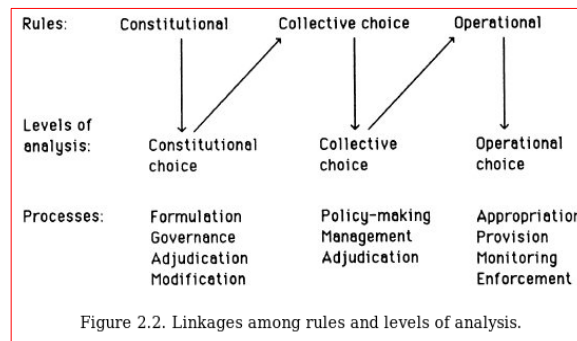 Rules: Constitutional Collective choice Operational
Levels of
analysis: Constitutional Collective Operational
choice choice choice
Processes: Formulation Policy-making Appropriation
Governance Management Provision
Adjudication Adjudication Monitoring
Modification Enforcement
Figure 2.2. Linkages among rules and levels of analysis.